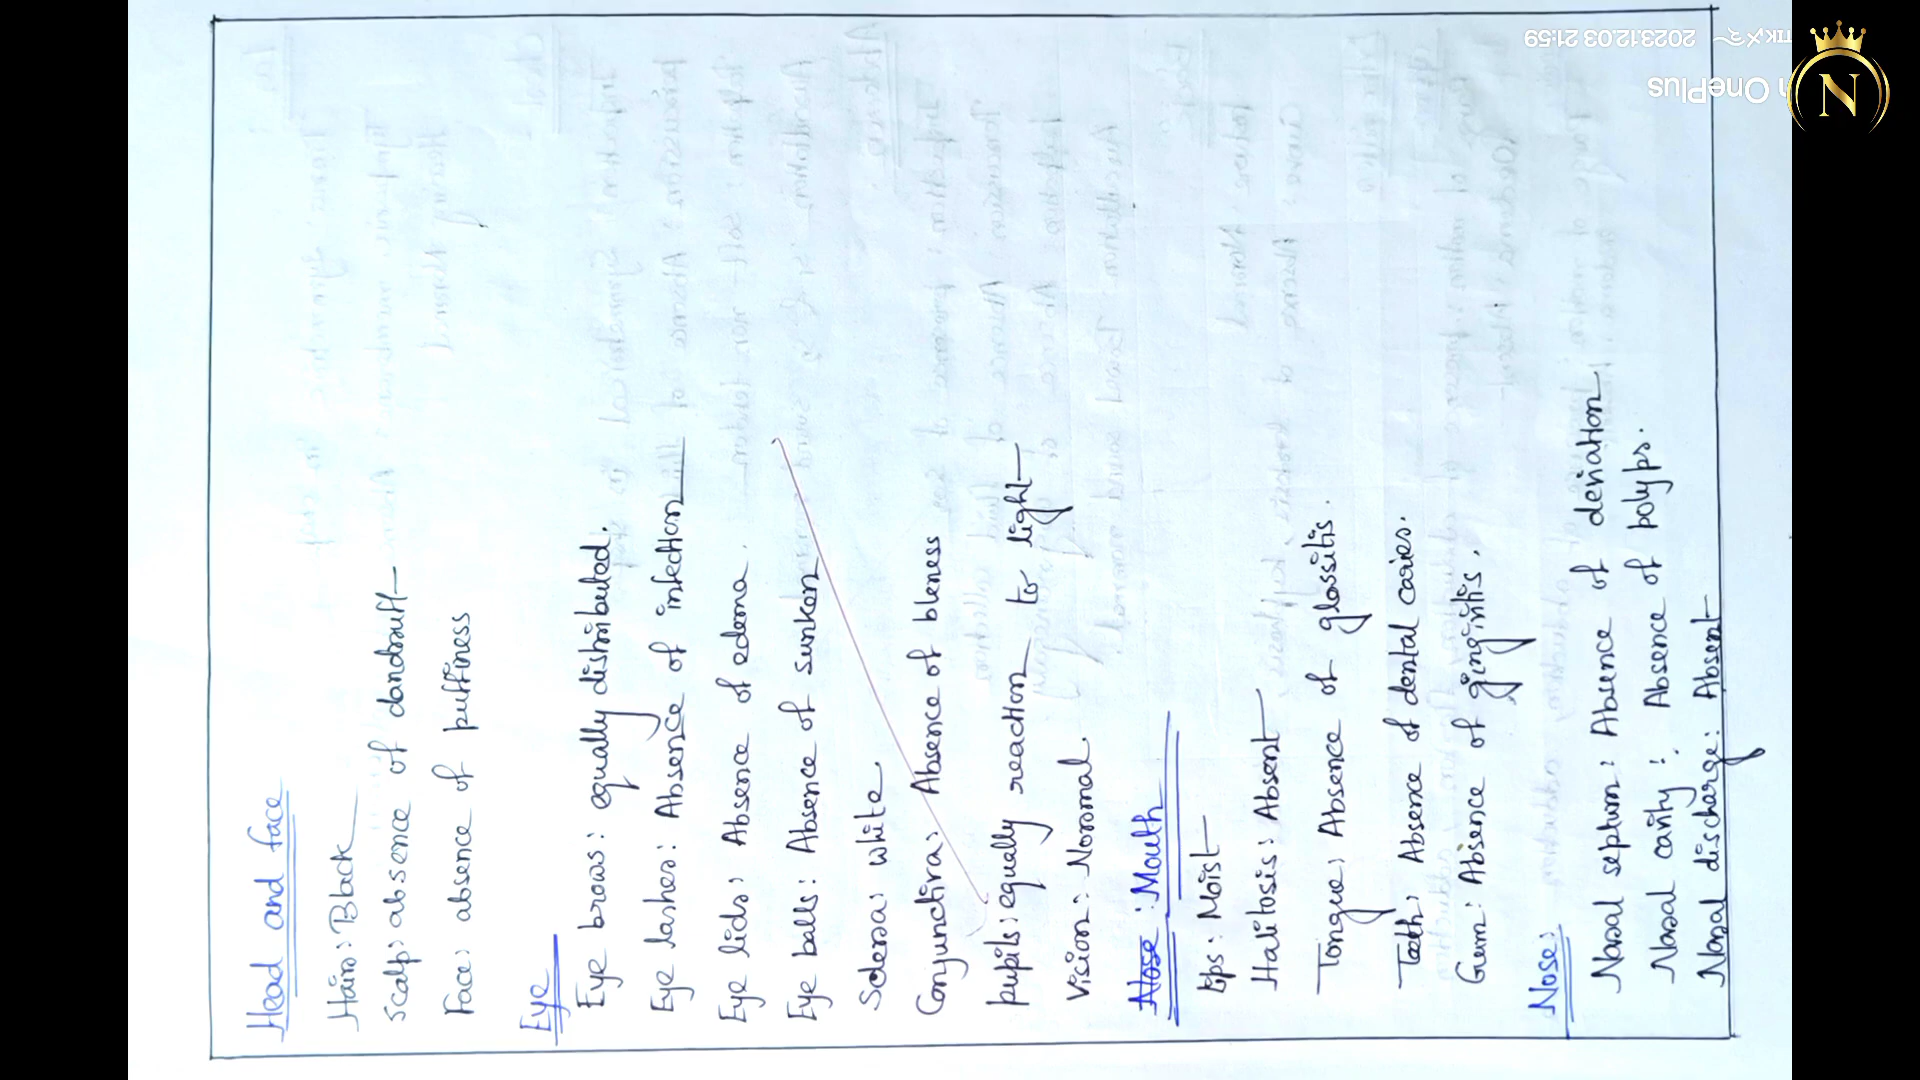 Head and face
Hair: Black
Scalp: absence of dandruff
Face: absence of puffiness
Eye
Eye brows: equally distributed.
Eye lashes: Absence of infection
Eye lids: Absence of edema.
Eye balls: Absence of sunken
Sclera: white.
Conjunctiva: Absence of bleness
pupils: equally reaction to light
Vision: Normal.
Nose: Mouth
Lips: Moist
Halitosis: Absent
Tongue: Absence of glossitis.
Teeth: Absence of dental caries.
Gum: Absence of gingintis.
Nose:
Nasal septum: Absence of deviation
Nasal cavity: Absence of polyps.
Nasal discharge: Absent
OnePlus
2023.12.03 21:59
N